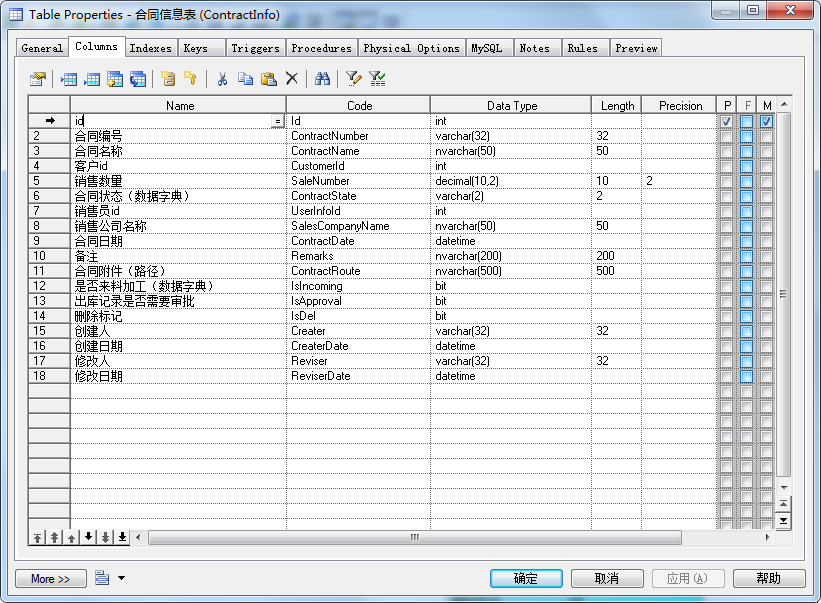 Table Properties - 合同信息表 (ContractInfo)
General Columns Indexes Keys Triggers Procedures Physical Options MySQL Notes Rules Preview
Name Code Data Type Length Precision P F M
id = Id int
2 合同编号 ContractNumber varchar(32) 32
3 合同名称 ContractName nvarchar(50) 50
4 客户id CustomerId int
5 销售数量 SaleNumber decimal(10,2) 10 2
6 合同状态（数据字典） ContractState varchar(2) 2
7 销售员id UserInfoId int
8 销售公司名称 SalesCompanyName nvarchar(50) 50
9 合同日期 ContractDate datetime
10 备注 Remarks nvarchar(200) 200
11 合同附件（路径） ContractRoute nvarchar(500) 500
12 是否来料加工（数据字典） IsIncoming bit
13 出库记录是否需要审批 IsApproval bit
14 删除标记 IsDel bit
15 创建人 Creater varchar(32) 32
16 创建日期 CreaterDate datetime
17 修改人 Reviser varchar(32) 32
18 修改日期 ReviserDate datetime
More >> 确定 取消 应用(A) 帮助